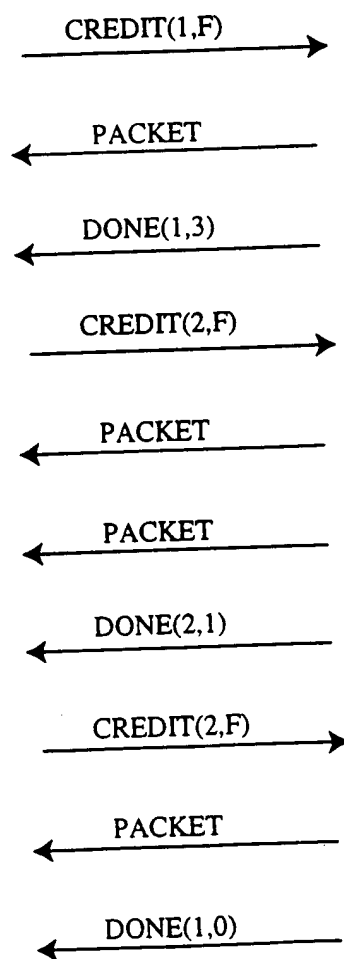 CREDIT(1,F)
PACKET
DONE(1,3)
CREDIT(2,F)
PACKET
PACKET
DONE(2,1)
CREDIT(2,F)
PACKET
DONE(1,0)